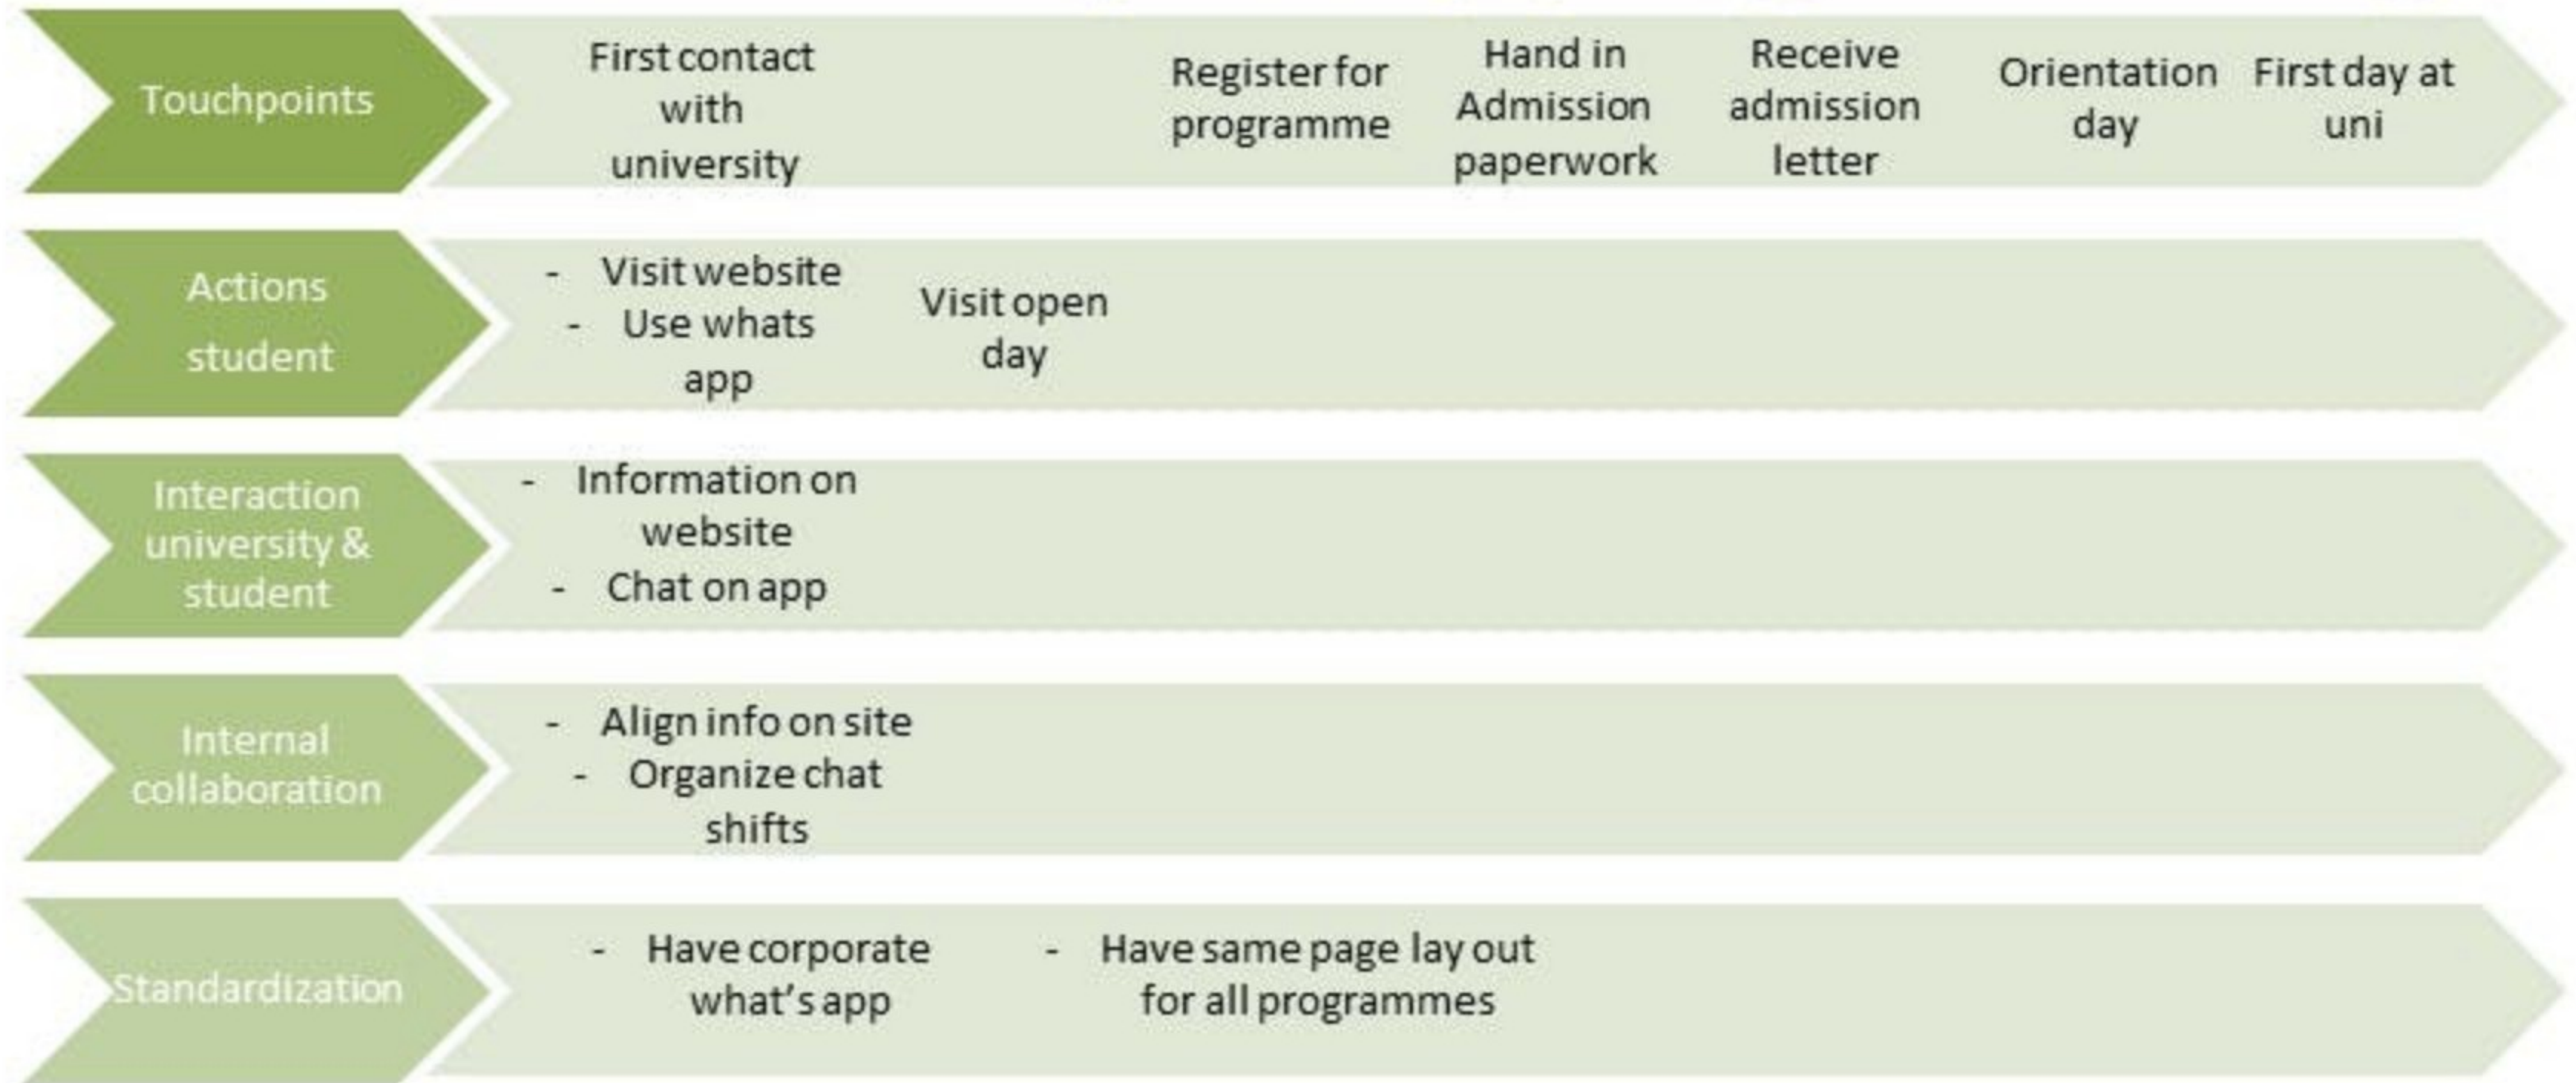 Touchpoints
First contact
with
university
Register for
programme
Hand in
Admission
paperwork
Receive
admission
letter
Orientation
day
First day at
uni
Actions
student
- Visit website
- Use whats
app
Visit open
day
Interaction
university &
student
- Information on
website
- Chat on app
Internal
collaboration
- Align info on site
- Organize chat
shifts
Standardization
- Have corporate
what's app
- Have same page lay out
for all programmes